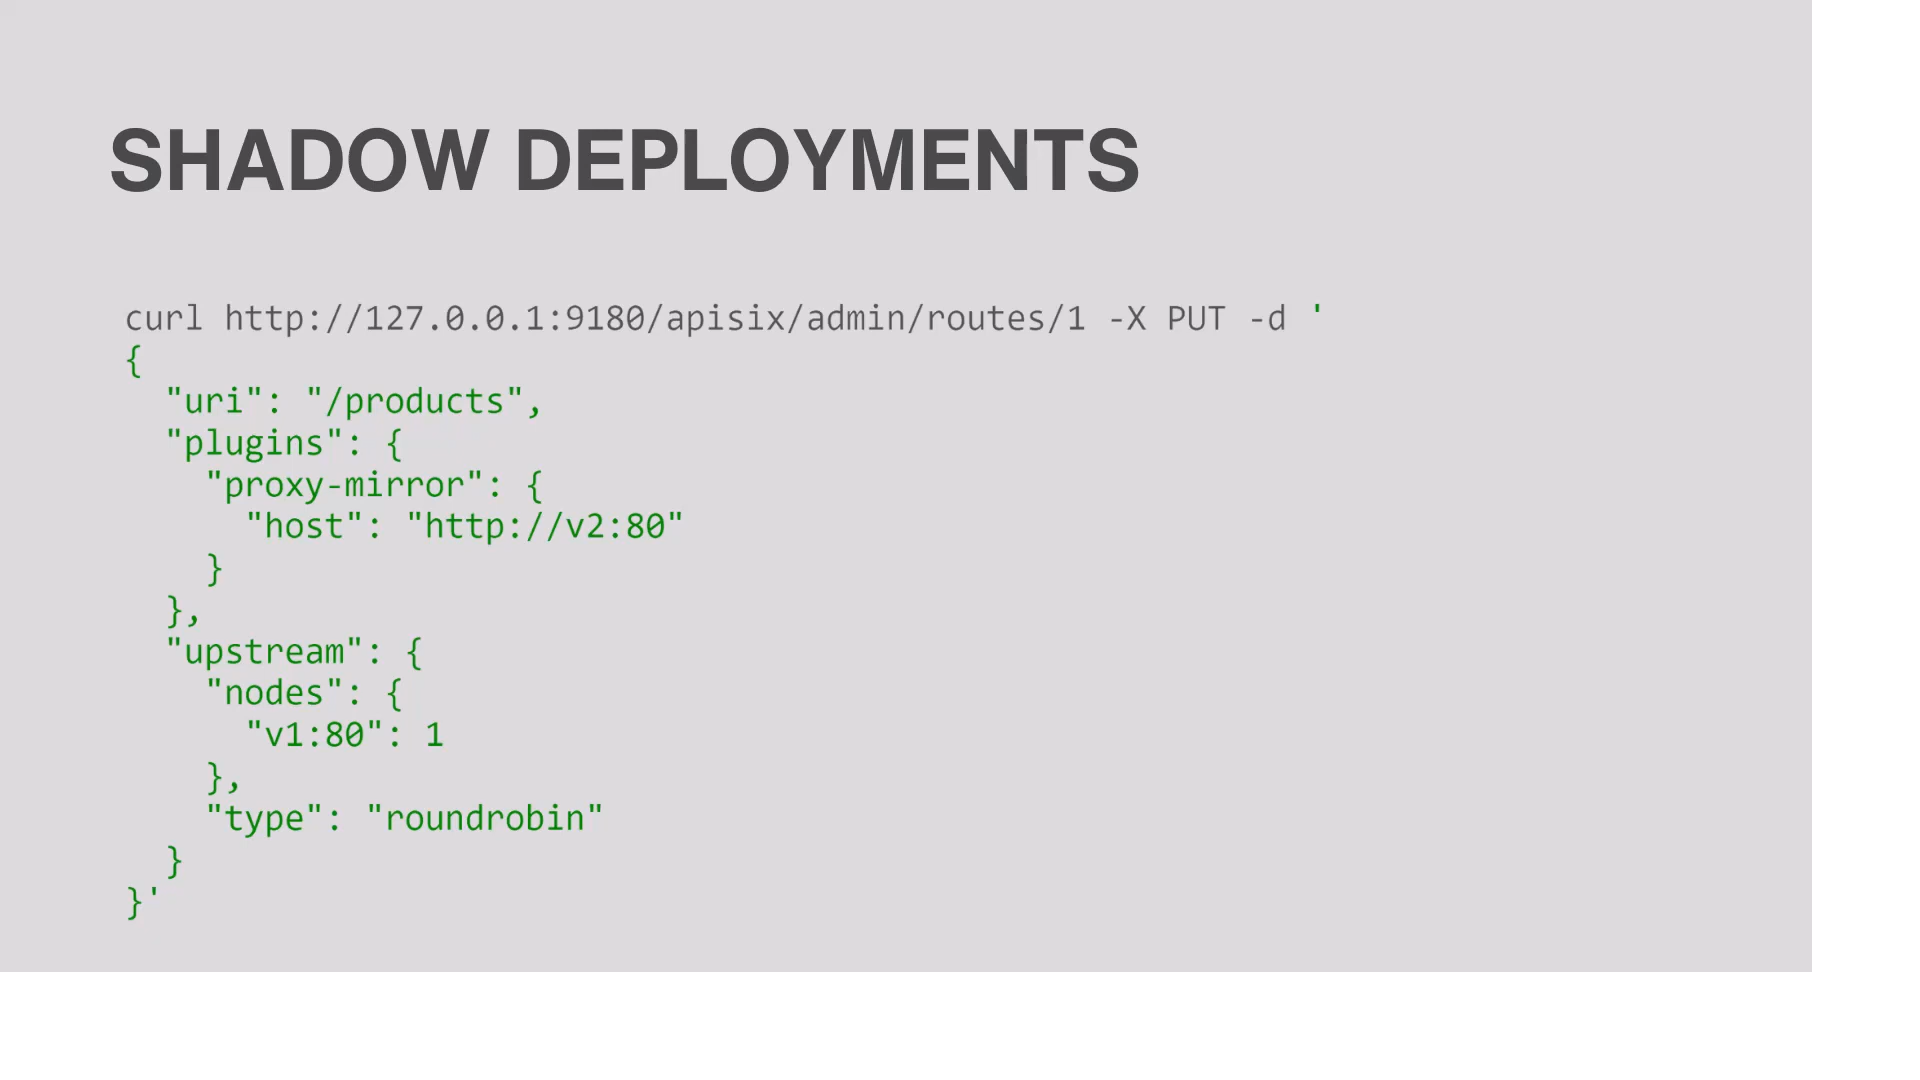 SHADOW DEPLOYMENTS
curl http://127.0.0.1:9180/apisix/admin/routes/1 -X PUT -d '
{
  "uri": "/products",
  "plugins": {
    "proxy-mirror": {
      "host": "http://v2:80"
    }
  },
  "upstream": {
    "nodes": {
      "v1:80": 1
    },
    "type": "roundrobin"
  }
}'